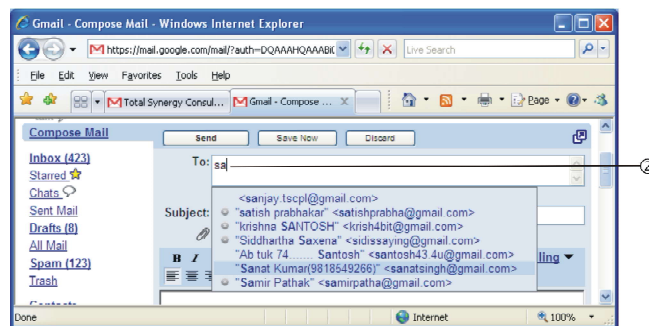 Gmail - Compose Mail - Windows Internet Explorer
https://mail.google.com/mail/?auth=DQAAAHQAAABK Live Search
File Edit View Favorites Tools Help
Total Synergy Consul... Gmail - Compose ... X Page
Compose Mail Send Save Now Discard
Inbox (423) To: sa 2
Starred
Chats <sanjay.tscpl@gmail.com>
Sent Mail Subject: "satish prabhakar" <satishprabha@gmail.com>
Drafts (8) "krishna SANTOSH" <krish4bit@gmail.com>
All Mail "Siddhartha Saxena" <sidissaying@gmail.com>
Spam (123) B I "Ab tuk 74....... Santosh" <santosh43.4u@gmail.com> ling
Trash "Sanat Kumar(9818549266)" <sanatsingh@gmail.com>
"Samir Pathak" <samirpatha@gmail.com>
Contacts
Done Internet 100%